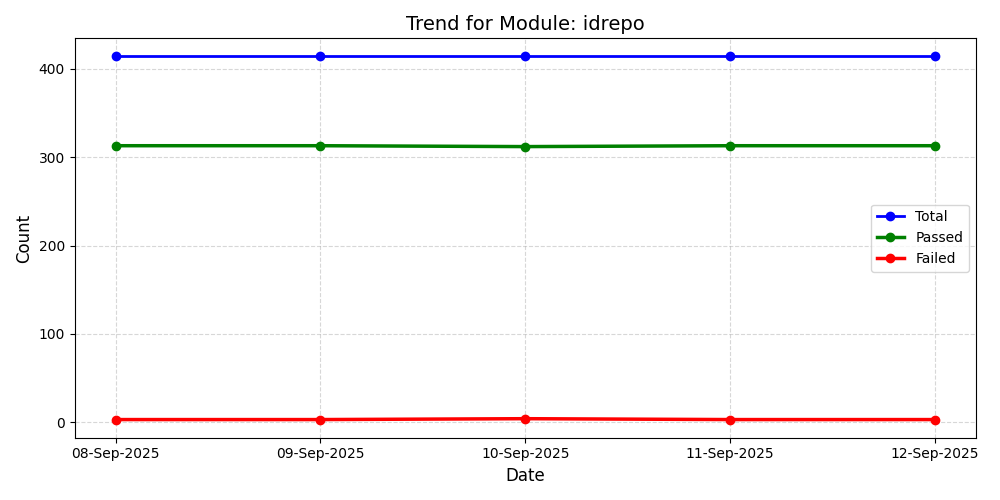 Trend for Module: idrepo
400
300
200
100
0
Count
Total
Passed
Failed
08-Sep-2025
09-Sep-2025
10-Sep-2025
11-Sep-2025
12-Sep-2025
Date